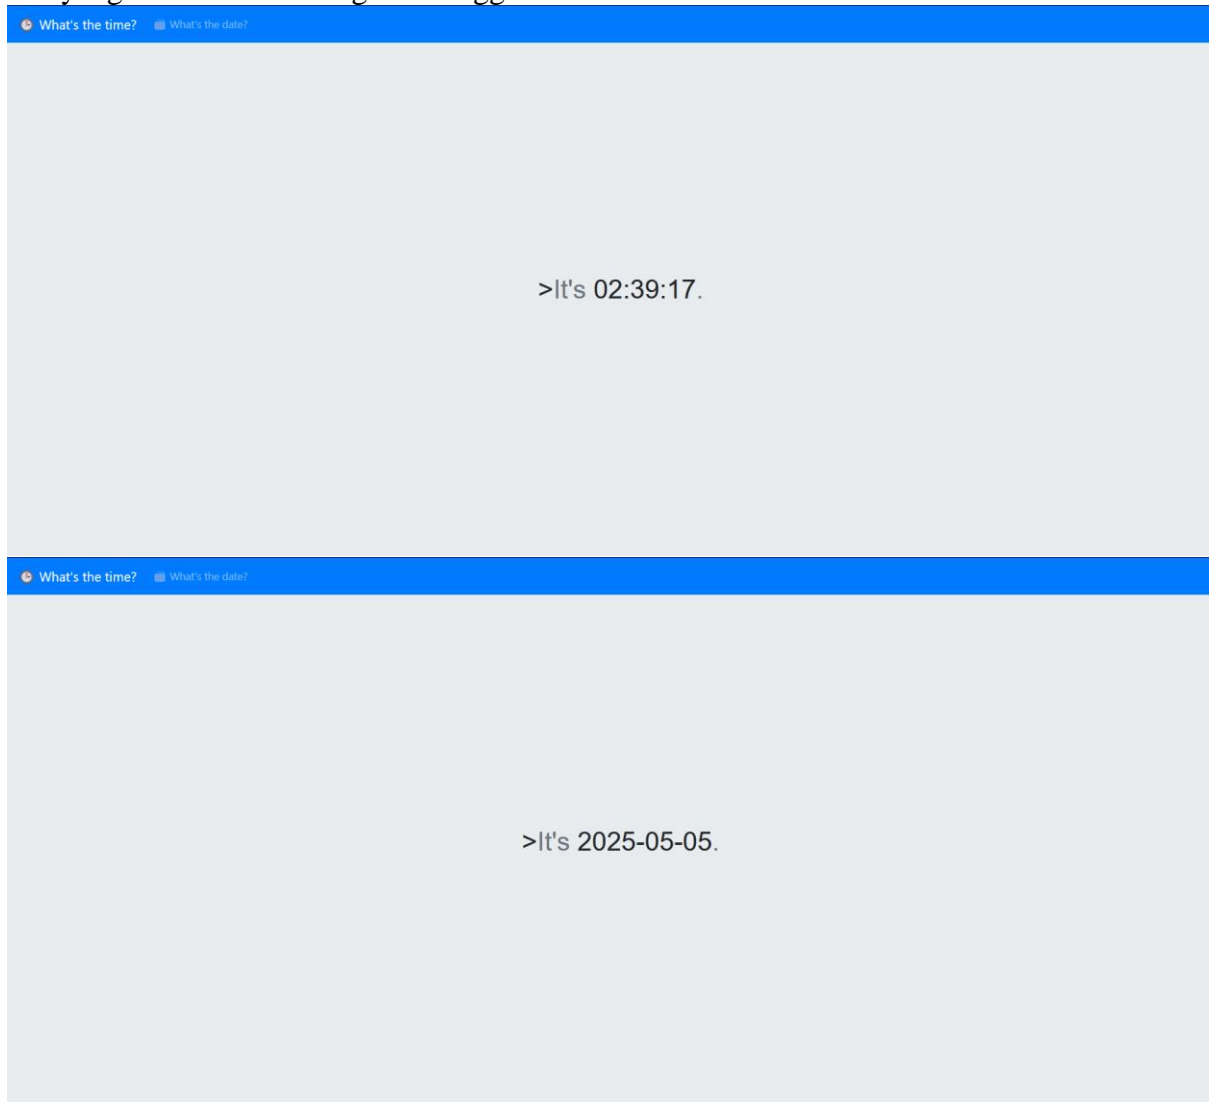 What's the time? What's the date?
>It's 02:39:17.
What's the time? What's the date?
>It's 2025-05-05.